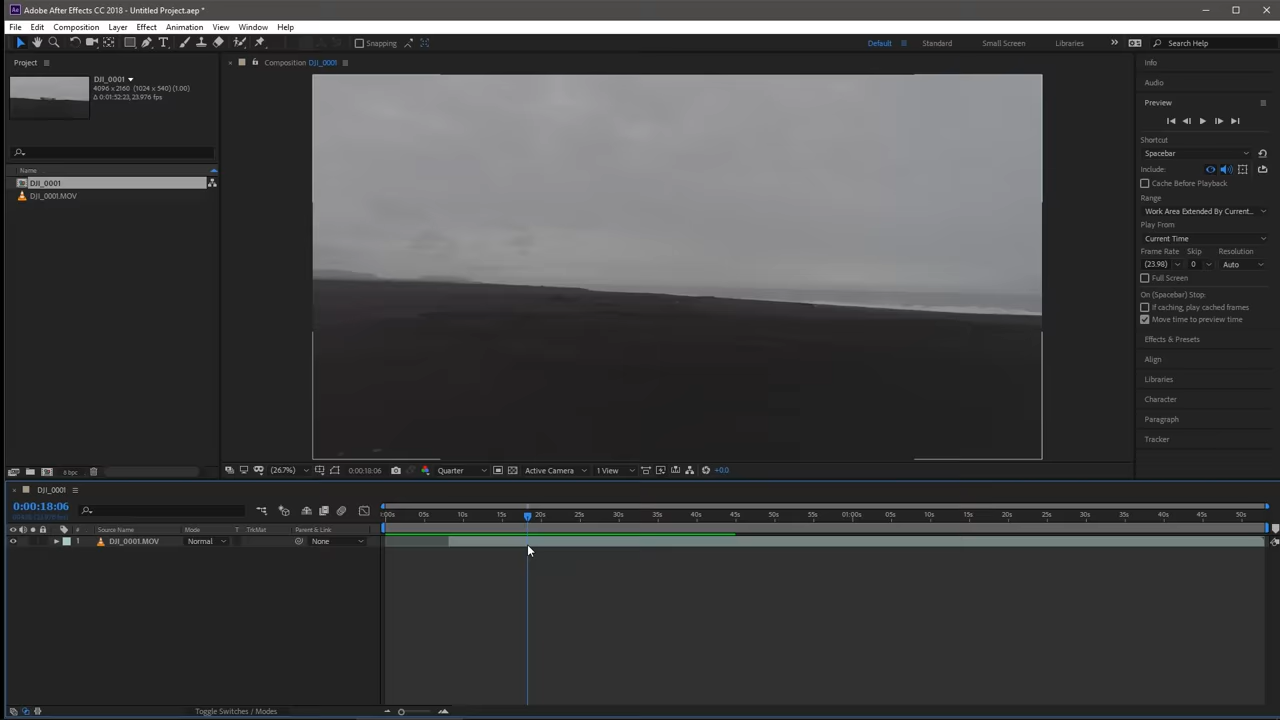 Adobe After Effects CC 2018 - Untitled Project.aep *
File Edit Composition Layer Effect Animation View Window Help
Snapping Default Standard Small Screen Libraries Search Help
Project
DJI_0001
4096 x 2160 (1024 x 540) (1.00)
Δ 0:01:52:23, 23.976 fps
Name
DJI_0001
DJI_0001.MOV
8 bpc
Composition DJI_0001
(26.7%) 0:00:18:06 Quarter Active Camera 1 View +0.0
Info
Audio
Preview
Shortcut
Spacebar
Include:
Cache Before Playback
Range
Work Area Extended By Current...
Play From
Current Time
Frame Rate Skip Resolution
(23.98) 0 Auto
Full Screen
On (Spacebar) Stop:
If caching, play cached frames
Move time to preview time
Effects & Presets
Align
Libraries
Character
Paragraph
Tracker
DJI_0001
0:00:18:06
:00s 05s 10s 15s 20s 25s 30s 35s 40s 45s 50s 55s 01:00s 05s 10s 15s 20s 25s 30s 35s 40s 45s 50s
# Source Name Mode T TrkMat Parent & Link
1 DJI_0001.MOV Normal None
Toggle Switches / Modes